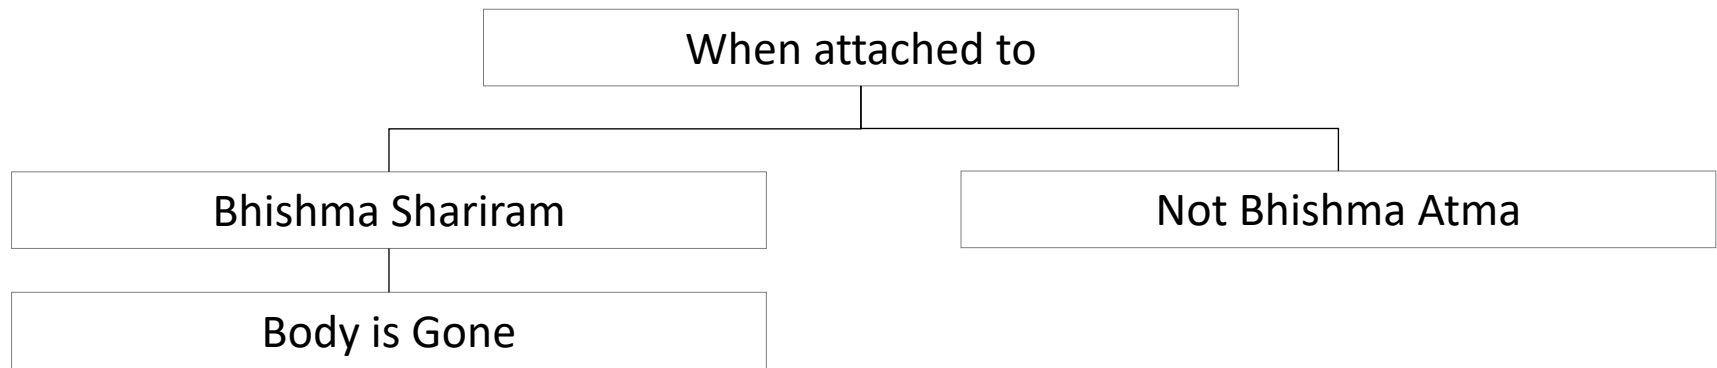 When attached to
Bhishma Shariram
Not Bhishma Atma
Body is Gone